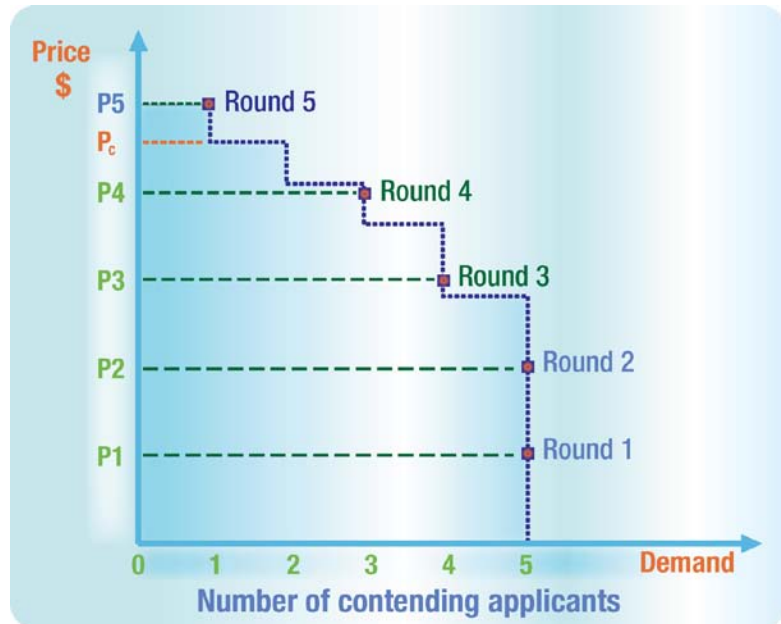 Price
$
P5
Round 5
Pc
P4
Round 4
P3
Round 3
P2
Round 2
P1
Round 1
0 1 2 3 4 5 Demand
Number of contending applicants